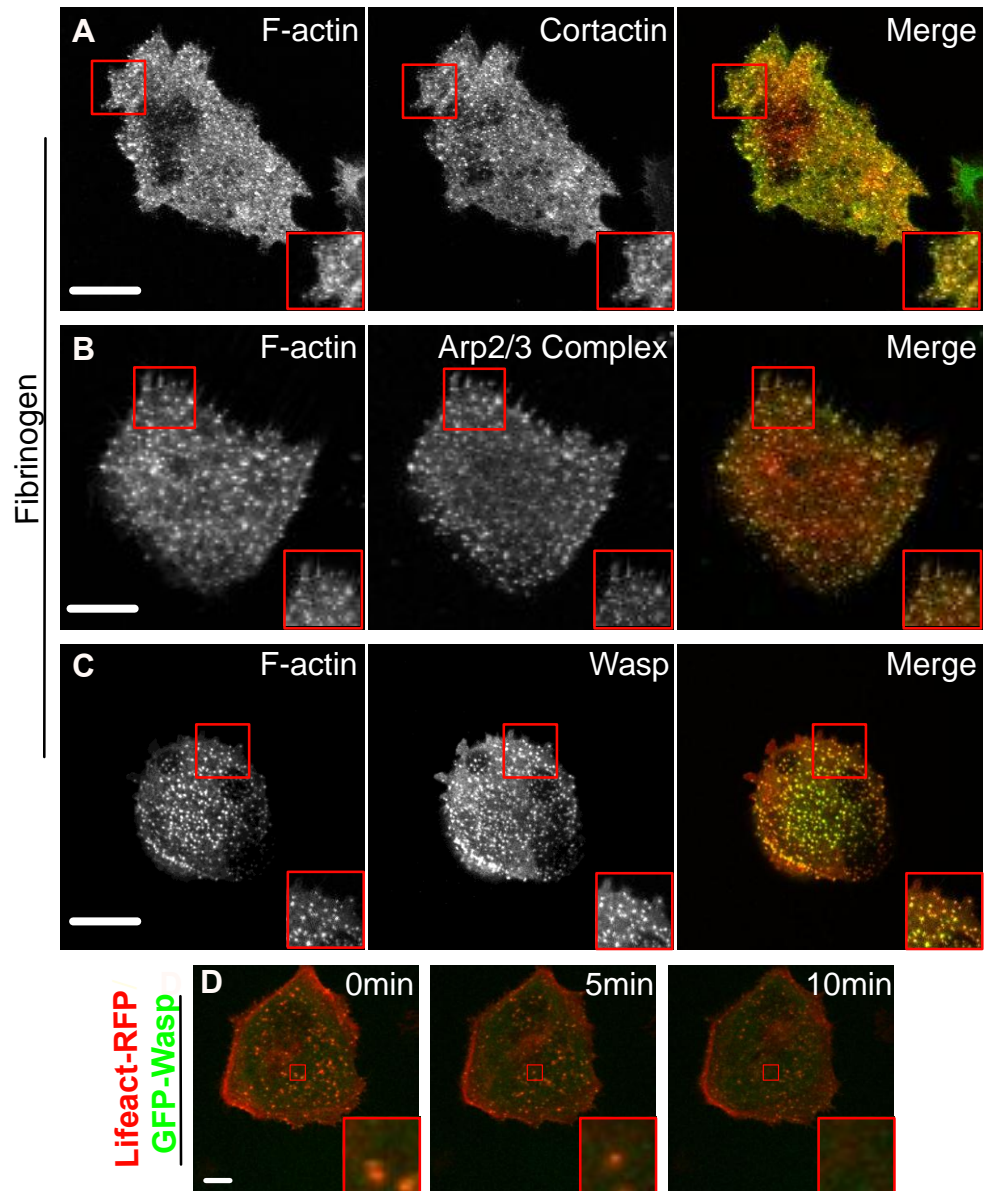 A F-actin Cortactin Merge
Fibrinogen
B F-actin Arp2/3 Complex Merge
C F-actin Wasp Merge
D 0min 5min 10min
Lifeact-RFP
GFP-Wasp